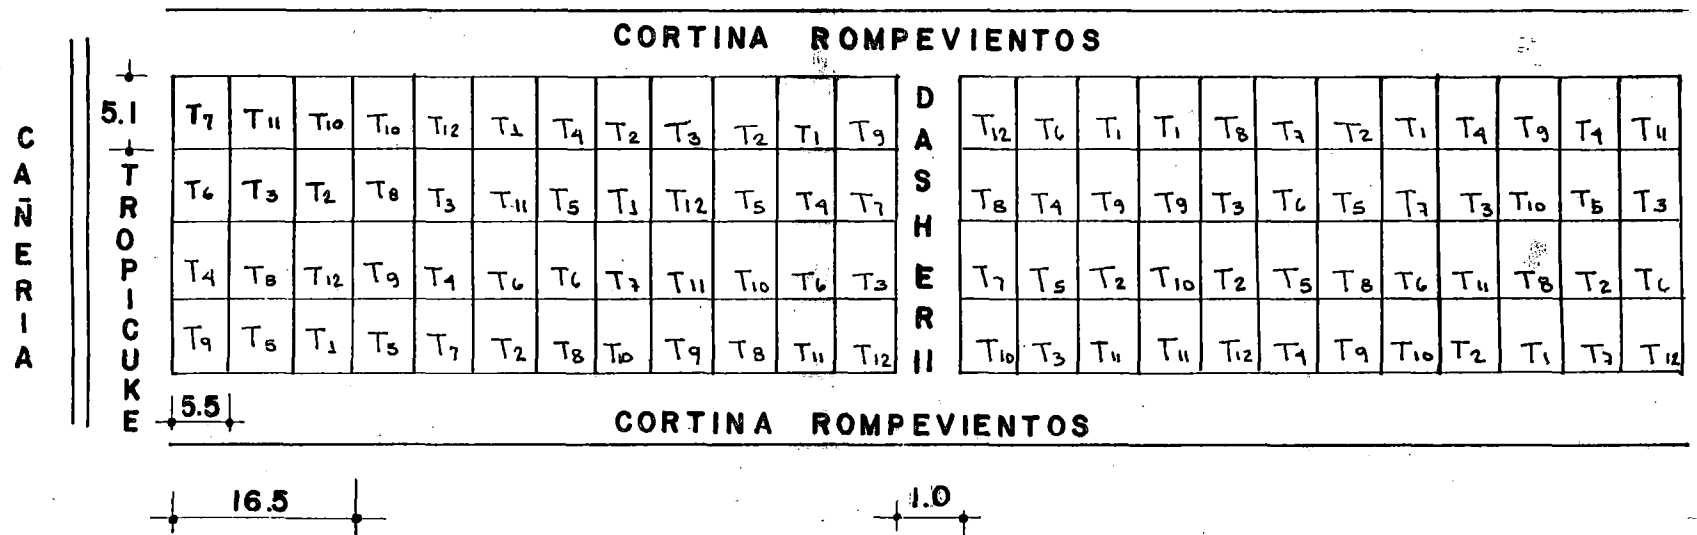 CORTINA ROMPEVIENTOS
CAÑERIA
5.1
TROPICUKE
T7 T11 T10 T10 T12 T1 T4 T2 T3 T2 T1 T9
T6 T3 T2 T8 T3 T11 T5 T1 T12 T5 T4 T7
T4 T8 T12 T9 T4 T6 T6 T7 T11 T10 T6 T3
T9 T5 T1 T5 T7 T2 T8 T10 T9 T8 T11 T12
DASHER II
T12 T6 T1 T1 T8 T7 T2 T1 T4 T9 T4 T11
T8 T4 T9 T9 T3 T6 T5 T7 T3 T10 T5 T3
T7 T5 T2 T10 T2 T5 T8 T6 T11 T8 T2 T6
T10 T3 T11 T11 T12 T4 T9 T10 T2 T1 T7 T12
5.5
CORTINA ROMPEVIENTOS
16.5
1.0